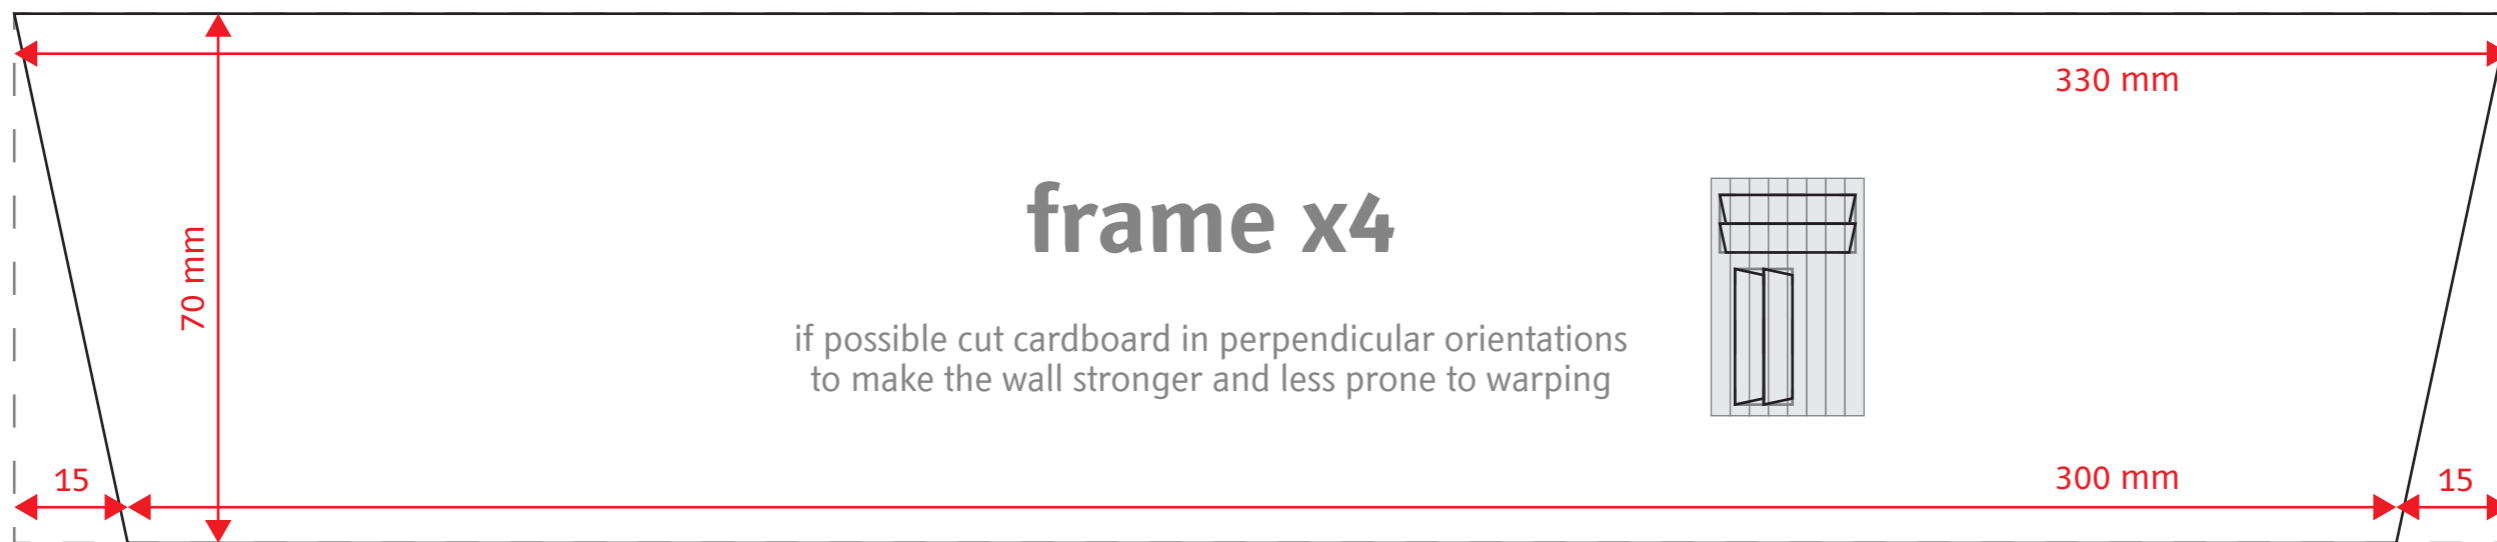 330 mm
70 mm
frame x4
if possible cut cardboard in perpendicular orientations
to make the wall stronger and less prone to warping
15
300 mm
15